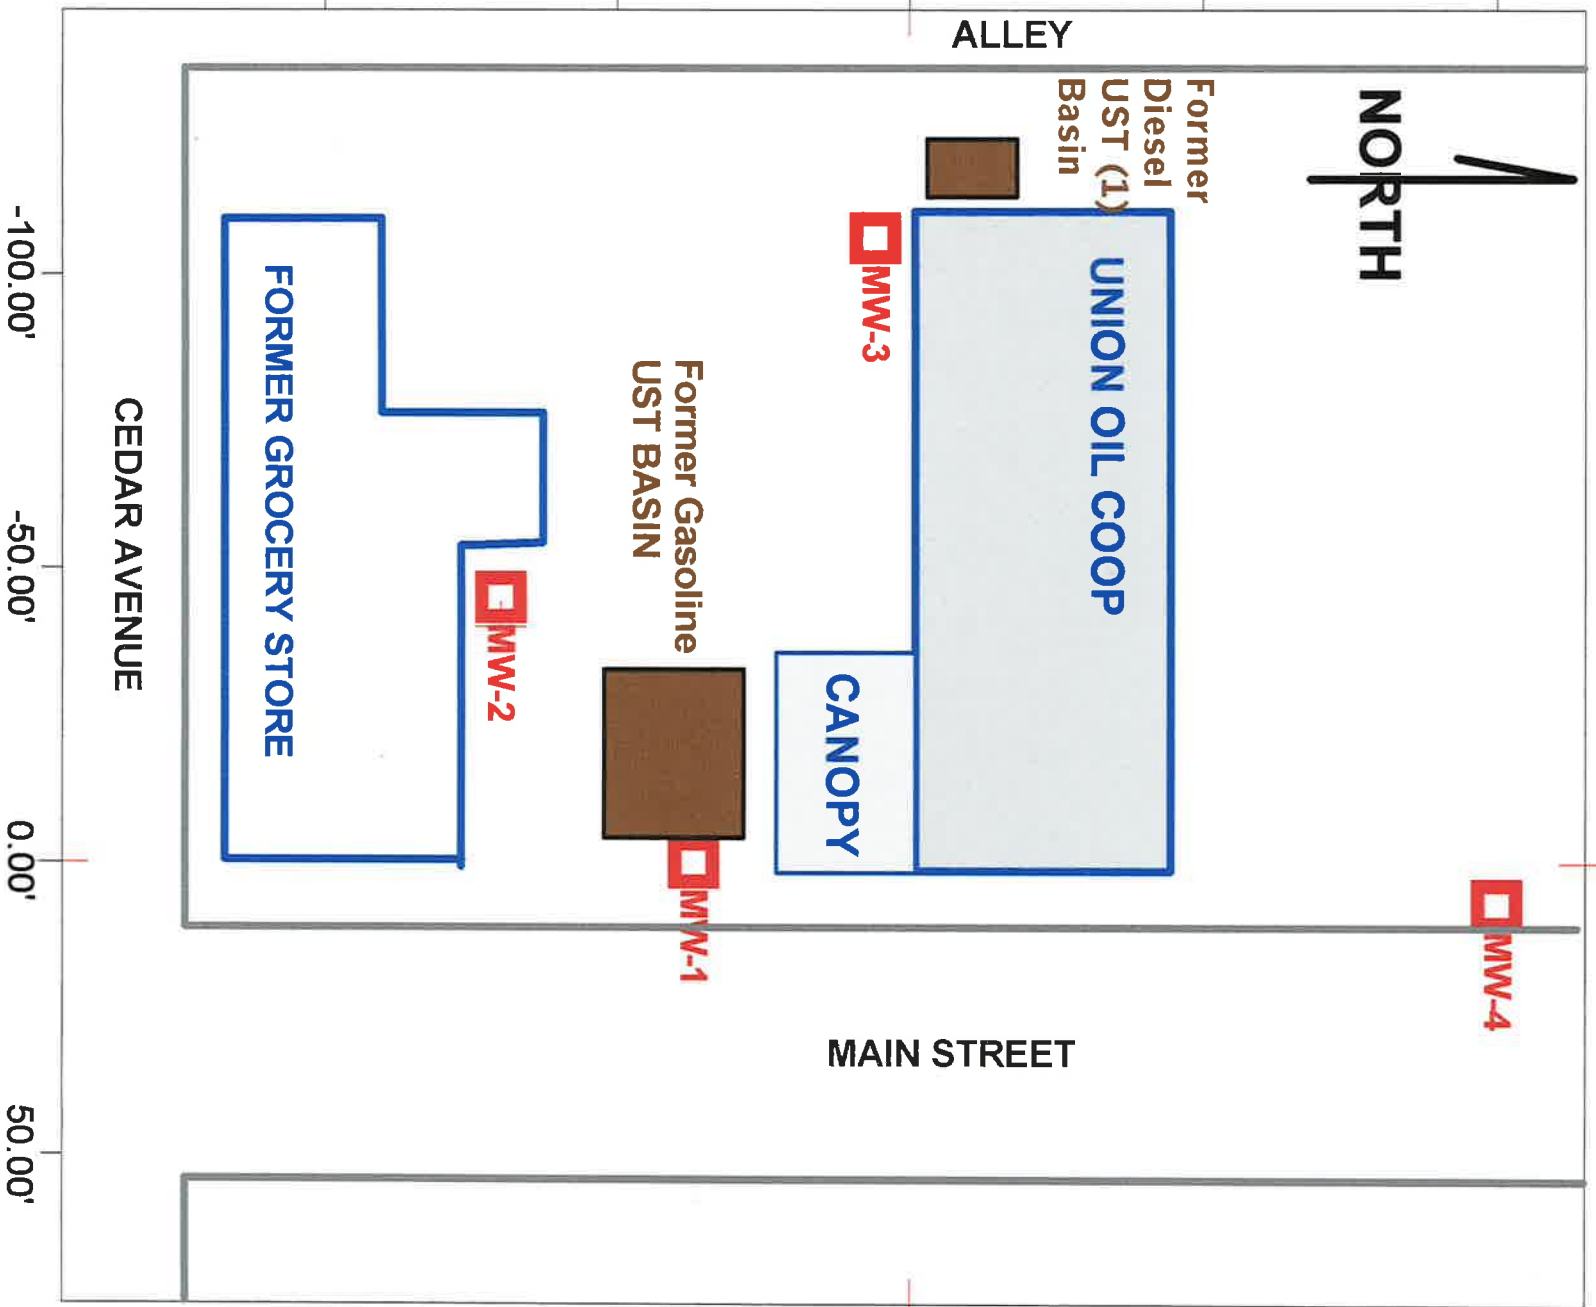 ALLEY
NORTH
Former
Diesel
UST (1)
Basin
UNION OIL COOP
MW-3
Former Gasoline
UST BASIN
CANOPY
MW-2
MW-1
MW-4
FORMER GROCERY STORE
CEDAR AVENUE
MAIN STREET
-100.00'
-50.00'
0.00'
50.00'